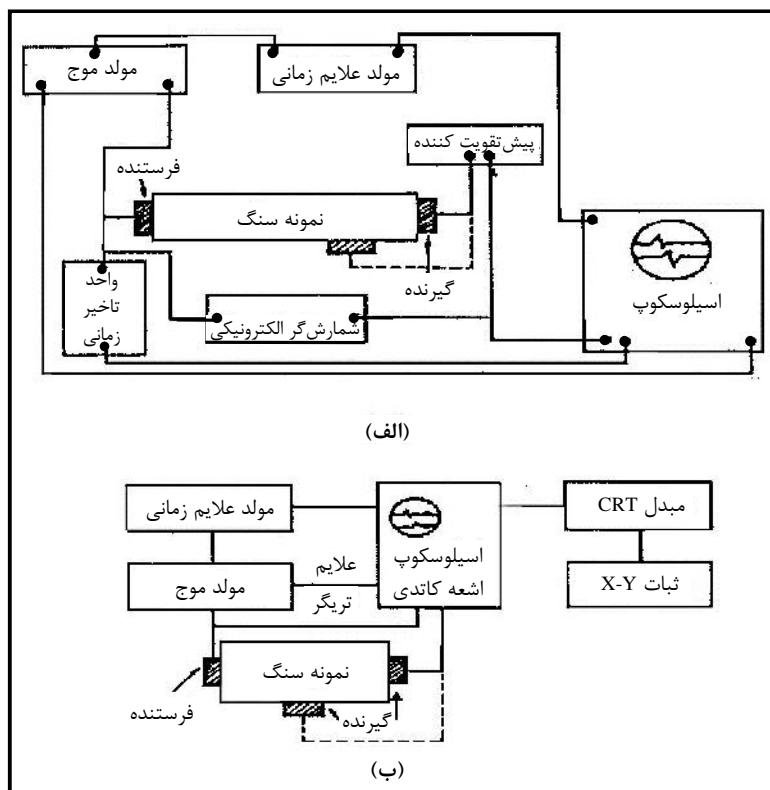 مولد موج
مولد علایم زمانی
پیش‌تقویت کننده
فرستنده
نمونه سنگ
گیرنده
واحد
تاخیر
زمانی
شمارش‌گر الکترونیکی
اسیلوسکوپ
(الف)
مولد علایم زمانی
مبدل CRT
اسیلوسکوپ
اشعه کاتدی
علایم
تریگر
مولد موج
ثبات X-Y
نمونه سنگ
فرستنده
گیرنده
(ب)